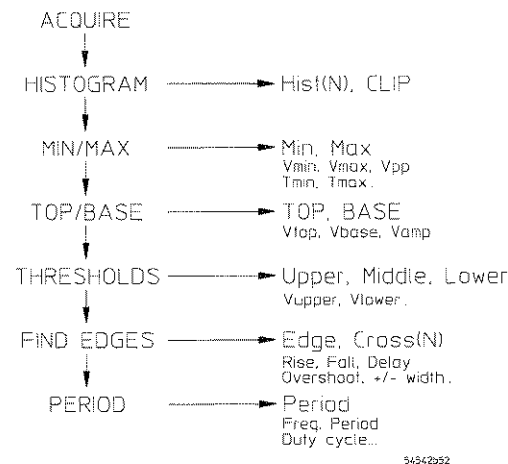 ACQUIRE
HISTOGRAM Hist(N), CLIP
MIN/MAX Min, Max
Vmin, Vmax, Vpp
Tmin, Tmax.
TOP/BASE TOP, BASE
Vtop, Vbase, Vamp
THRESHOLDS Upper, Middle, Lower
Vupper, Vlower.
FIND EDGES Edge, Cross(N)
Rise, Fall, Delay
Overshoot, +/- width.
PERIOD Period
Freq, Period
Duty cycle...
54542b52